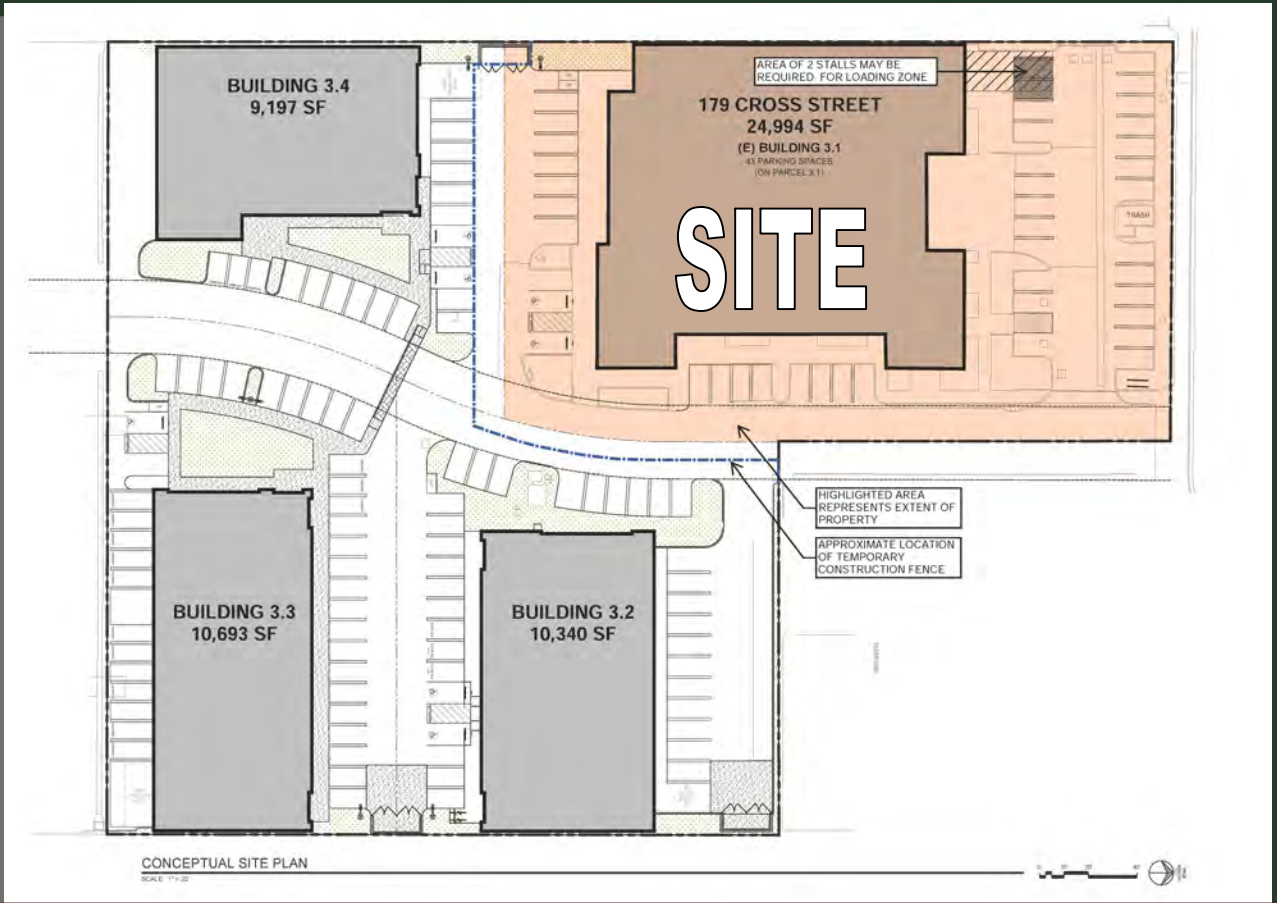 BUILDING 3.4
9,197 SF
AREA OF 2 STALLS MAY BE
REQUIRED FOR LOADING ZONE
179 CROSS STREET
24,994 SF
(E) BUILDING 3.1
43 PARKING SPACES
(ON PARCEL 3.1)
SITE
TRASH
HIGHLIGHTED AREA
REPRESENTS EXTENT OF
PROPERTY
APPROXIMATE LOCATION
OF TEMPORARY
CONSTRUCTION FENCE
BUILDING 3.3
10,693 SF
BUILDING 3.2
10,340 SF
CONCEPTUAL SITE PLAN
SCALE: 1" = 20'